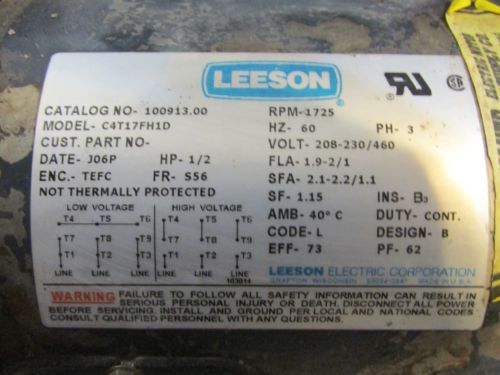 LEESON
CATALOG NO- 100913.00
RPM-1725
MODEL- C4T17FH1D
HZ- 60 PH- 3
CUST. PART NO-
VOLT- 208-230/460
DATE- J06P HP- 1/2
FLA- 1.9-2/1
ENC.- TEFC FR- S56
SFA- 2.1-2.2/1.1
NOT THERMALLY PROTECTED
SF- 1.15 INS- B3
LOW VOLTAGE HIGH VOLTAGE
AMB- 40° C DUTY- CONT.
T4 T5 T6 T4 T5 T6
CODE- L DESIGN- B
T7 T8 T9 T7 T8 T9
EFF- 73 PF- 62
T1 T2 T3 T1 T2 T3
LINE LINE LINE LINE
103014
LEESON ELECTRIC CORPORATION
GRAFTON, WISCONSIN MADE IN U.S.A.
WARNING FAILURE TO FOLLOW ALL SAFETY INFORMATION CAN RESULT IN
SERIOUS PERSONAL INJURY OR DEATH DISCONNECT ALL POWER
BEFORE SERVICING. INSTALL AND GROUND PER LOCAL AND NATIONAL CODES
CONSULT QUALIFIED PERSONNEL WITH ANY QUESTIONS